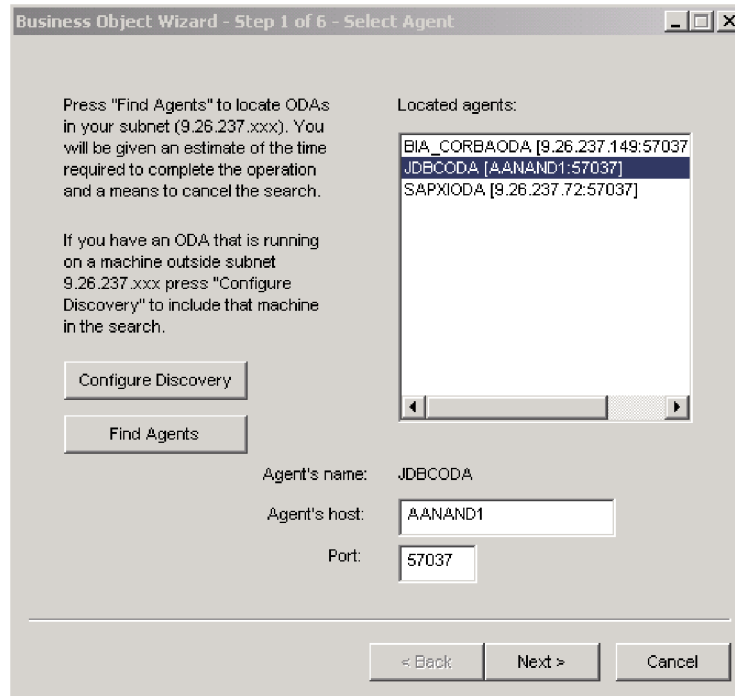 Business Object Wizard - Step 1 of 6 - Select Agent
Press "Find Agents" to locate ODAs
in your subnet (9.26.237.xxx). You
will be given an estimate of the time
required to complete the operation
and a means to cancel the search.
If you have an ODA that is running
on a machine outside subnet
9.26.237.xxx press "Configure
Discovery" to include that machine
in the search.
Configure Discovery
Find Agents
Located agents:
BIA_CORBAODA [9.26.237.149:57037
JDBCODA [AANAND1:57037]
SAPXIODA [9.26.237.72:57037]
Agent's name: JDBCODA
Agent's host: AANAND1
Port: 57037
< Back
Next >
Cancel